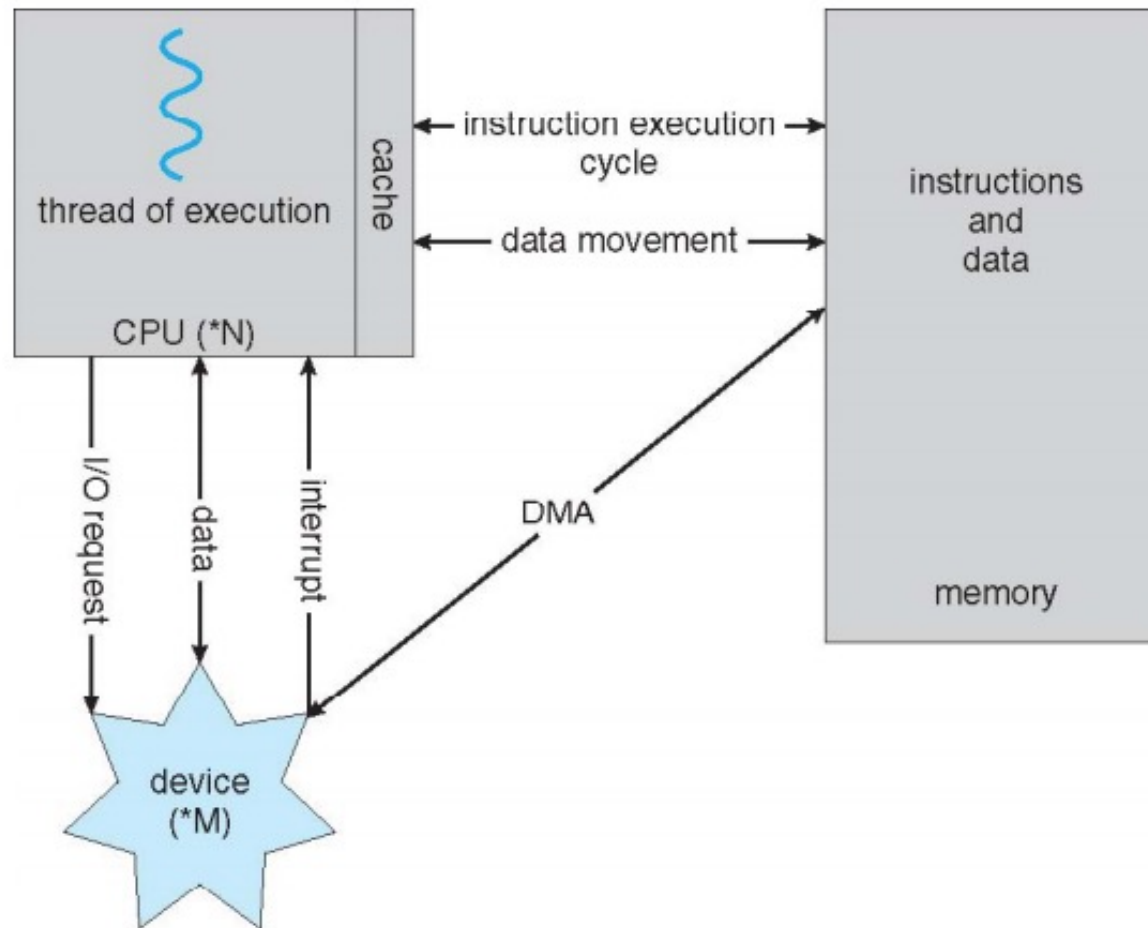 thread of execution
cache
CPU (*N)
instruction execution
cycle
data movement
instructions
and
data
I/O request
data
interrupt
DMA
memory
device
(*M)